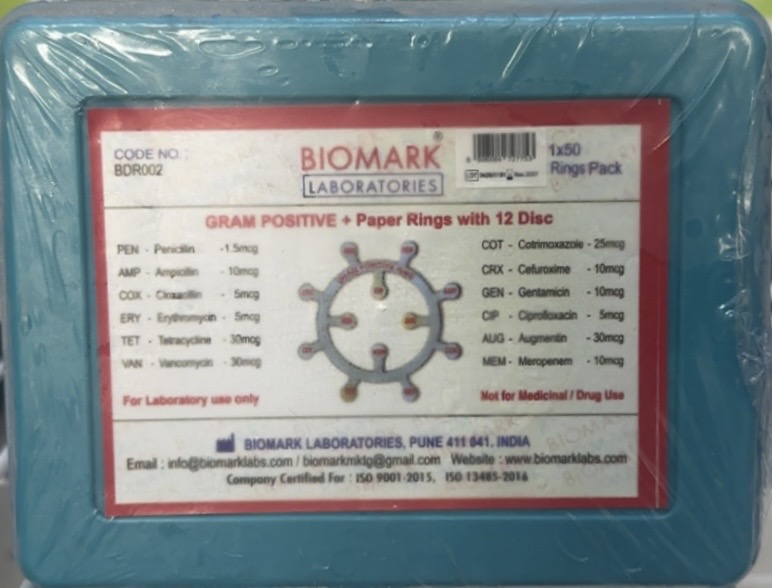 CODE NO. :
BDR002
BIOMARK ®
LABORATORIES
1x50
Rings Pack
LOT
GRAM POSITIVE + Paper Rings with 12 Disc
PEN - Penicillin -1.5mcg
AMP - Ampicillin - 10mcg
COX - Cloxacillin - 5mcg
ERY - Erythromycin - 5mcg
TET - Tetracycline - 30mcg
VAN - Vancomycin - 30mcg
COT - Cotrimoxazole - 25mcg
CRX - Cefuroxime - 10mcg
GEN - Gentamicin - 10mcg
CIP - Ciprofloxacin - 5mcg
AUG - Augmentin - 30mcg
MEM - Meropenem - 10mcg
For Laboratory use only
Not for Medicinal / Drug Use
BIOMARK LABORATORIES, PUNE 411 041. INDIA
Email : info@biomarklabs.com / biomarkmktg@gmail.com Website : www.biomarklabs.com
Company Certified For : ISO 9001-2015, ISO 13485-2016